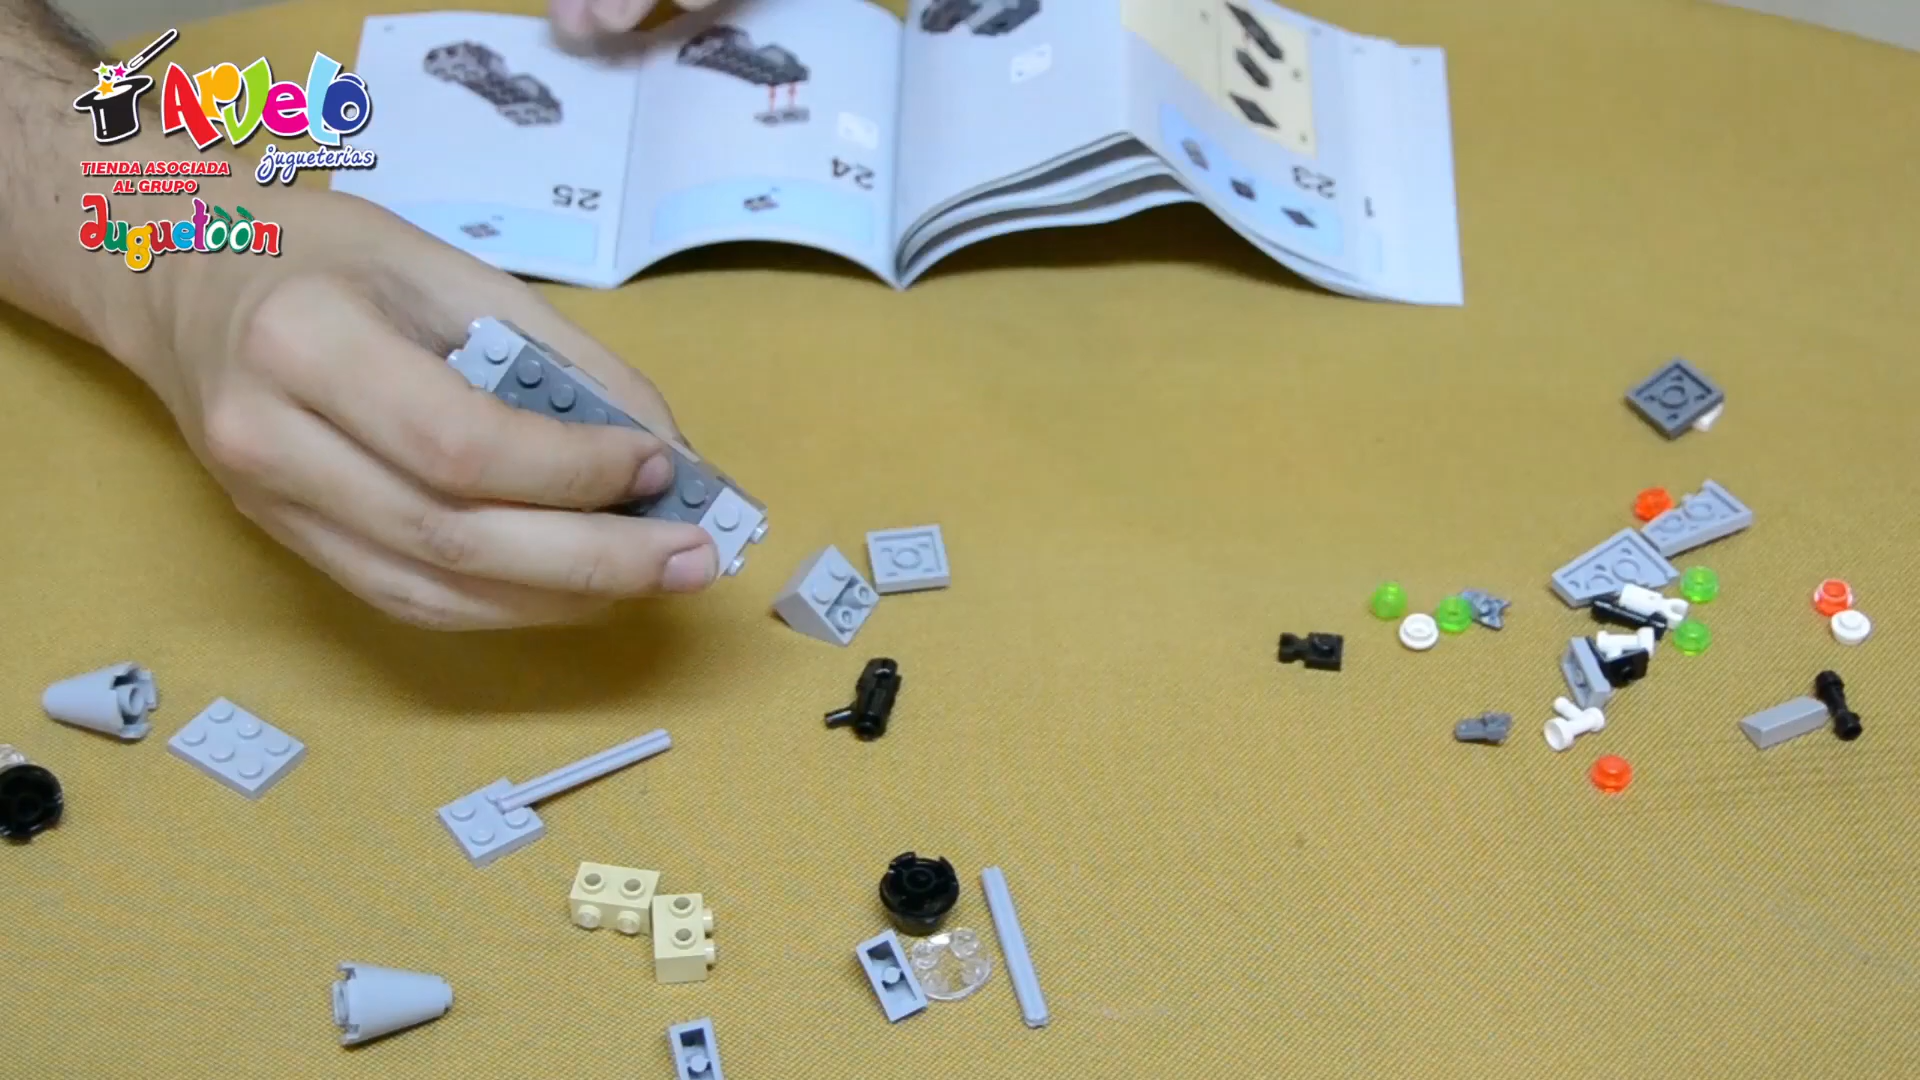 Arvelo
jugueterías
TIENDA ASOCIADA
AL GRUPO
Juguetoon
25
24
23
1